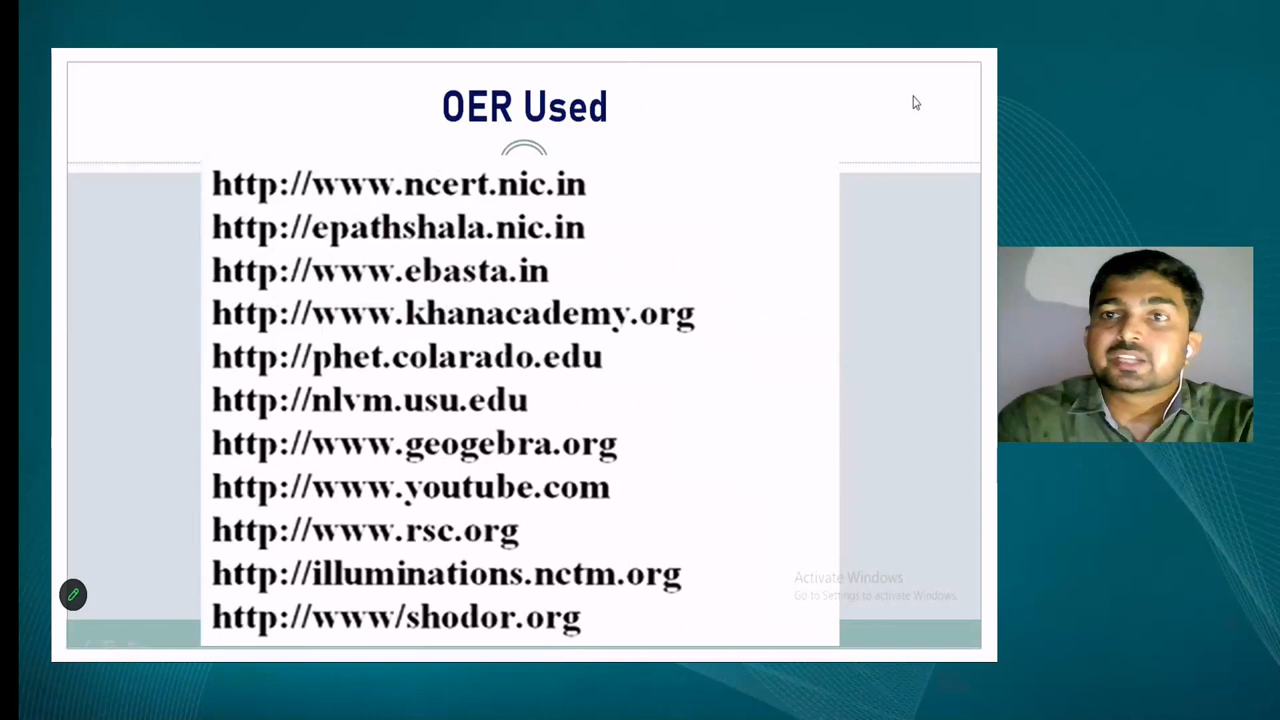 OER Used
http://www.ncert.nic.in
http://epathshala.nic.in
http://www.ebasta.in
http://www.khanacademy.org
http://phet.colarado.edu
http://nlvm.usu.edu
http://www.geogebra.org
http://www.youtube.com
http://www.rsc.org
http://illuminations.nctm.org
http://www/shodor.org
Activate Windows
Go to Settings to activate Windows.